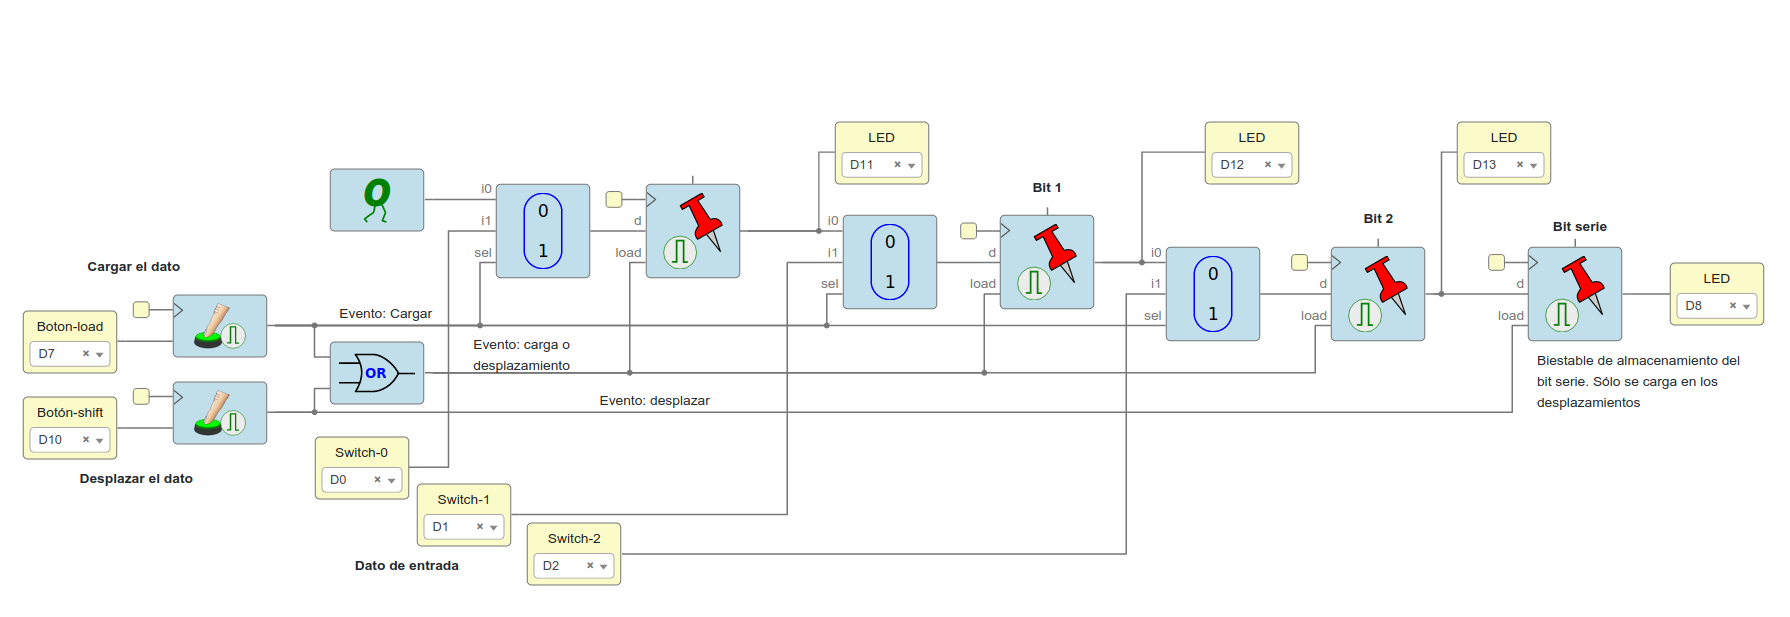 LED
D11
LED
D12
LED
D13
Bit 1
Bit 2
Bit serie
0
i0
i1
sel
0
1
d
load
i0
i1
sel
0
1
d
load
i0
i1
sel
0
1
d
load
d
load
LED
D8
Cargar el dato
Boton-load
D7
Evento: Cargar
Evento: carga o
desplazamiento
OR
Botón-shift
D10
Evento: desplazar
Biestable de almacenamiento del
bit serie. Sólo se carga en los
desplazamientos
Desplazar el dato
Switch-0
D0
Switch-1
D1
Switch-2
D2
Dato de entrada